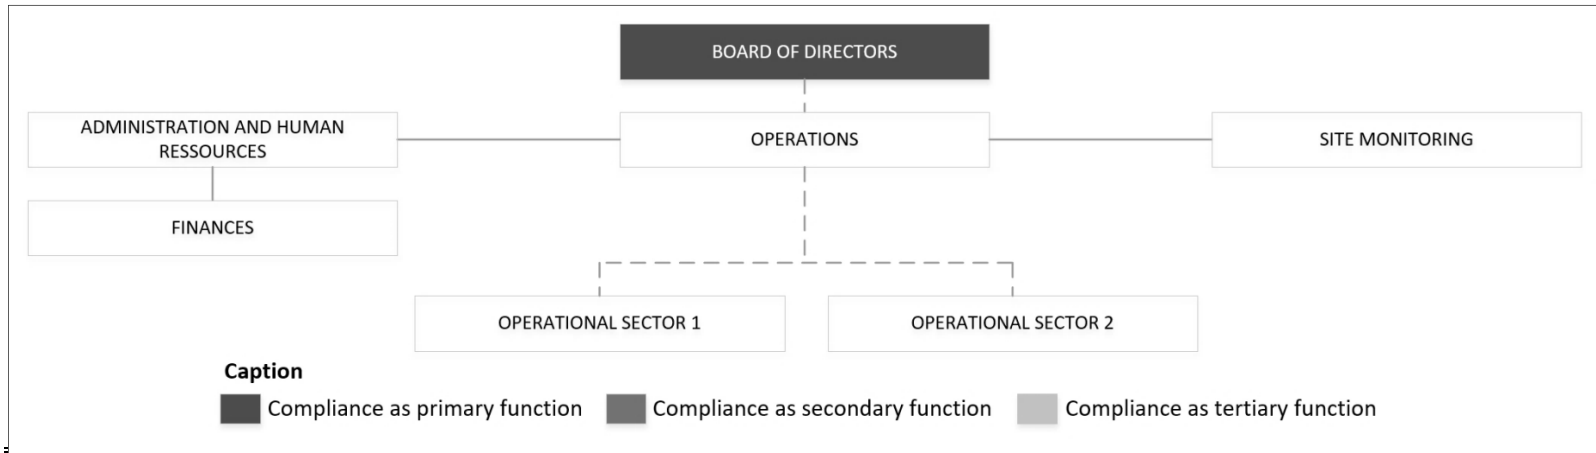 BOARD OF DIRECTORS
ADMINISTRATION AND HUMAN
RESSOURCES
OPERATIONS
SITE MONITORING
FINANCES
OPERATIONAL SECTOR 1
OPERATIONAL SECTOR 2
Caption
Compliance as primary function
Compliance as secondary function
Compliance as tertiary function